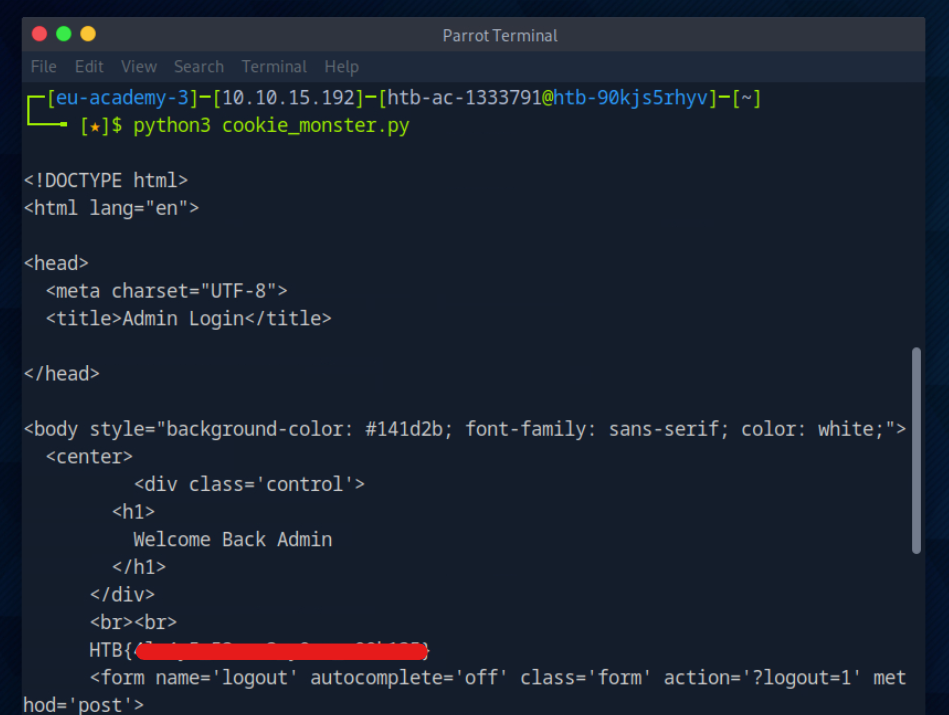 Parrot Terminal
File Edit View Search Terminal Help
[eu-academy-3]─[10.10.15.192]─[htb-ac-1333791@htb-90kjs5rhyv]─[~]
[★]$ python3 cookie_monster.py
<!DOCTYPE html>
<html lang="en">
<head>
<meta charset="UTF-8">
<title>Admin Login</title>
</head>
<body style="background-color: #141d2b; font-family: sans-serif; color: white;">
<center>
<div class='control'>
<h1>
Welcome Back Admin
</h1>
</div>
<br><br>
HTB{
<form name='logout' autocomplete='off' class='form' action='?logout=1' met
hod='post'>